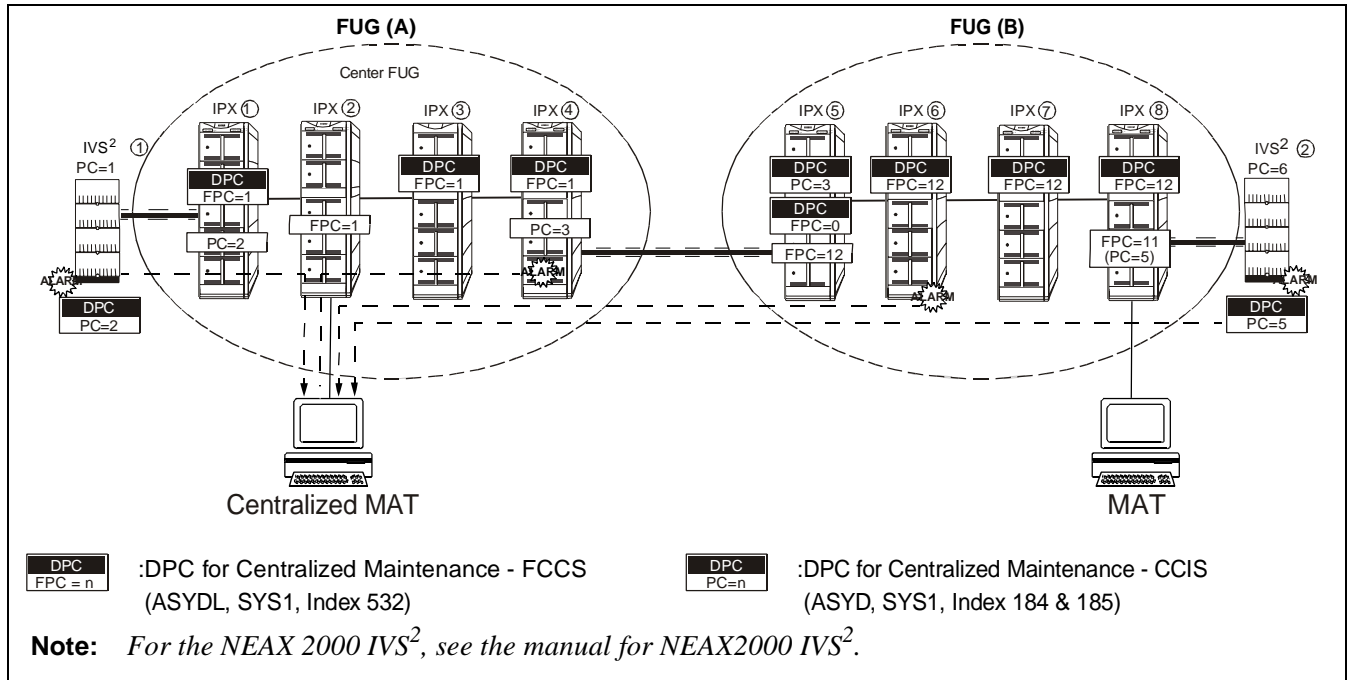 FUG (A)
FUG (B)
Center FUG
IPX ①
IPX ②
IPX ③
IPX ④
IPX ⑤
IPX ⑥
IPX ⑦
IPX ⑧
IVS² ①
PC=1
IVS² ②
PC=6
DPC
FPC=1
PC=2
FPC=1
DPC
FPC=1
DPC
FPC=1
PC=3
DPC
PC=3
DPC
FPC=0
FPC=12
DPC
FPC=12
DPC
FPC=12
DPC
FPC=12
FPC=11
(PC=5)
ALARM
DPC
PC=2
ALARM
ALARM
ALARM
DPC
PC=5
Centralized MAT
MAT
DPC
FPC = n
:DPC for Centralized Maintenance - FCCS
(ASYDL, SYS1, Index 532)
DPC
PC=n
:DPC for Centralized Maintenance - CCIS
(ASYD, SYS1, Index 184 & 185)
Note: For the NEAX 2000 IVS², see the manual for NEAX2000 IVS².